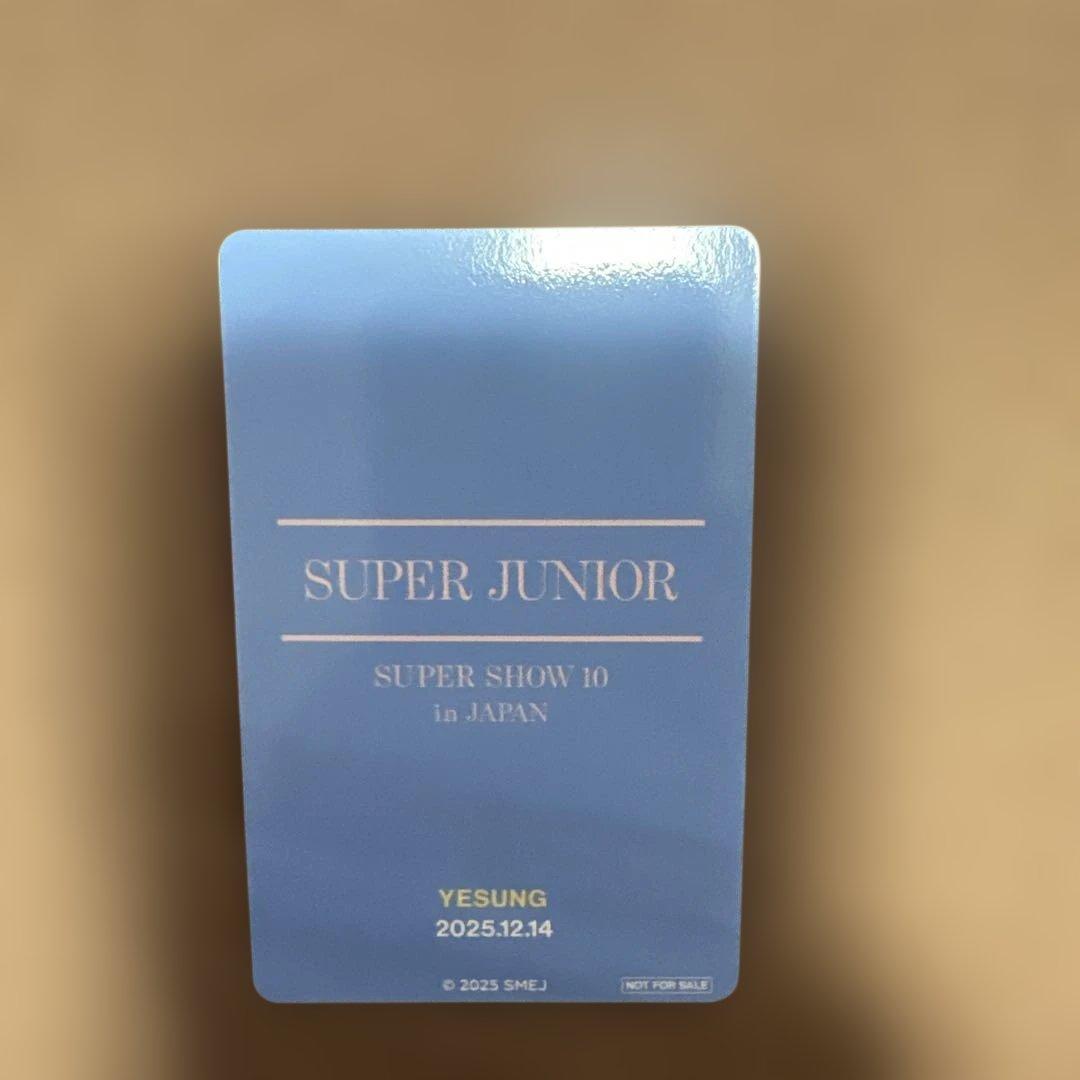 SUPER JUNIOR
SUPER SHOW 10
in JAPAN
YESUNG
2025.12.14
© 2025 SMEJ
NOT FOR SALE